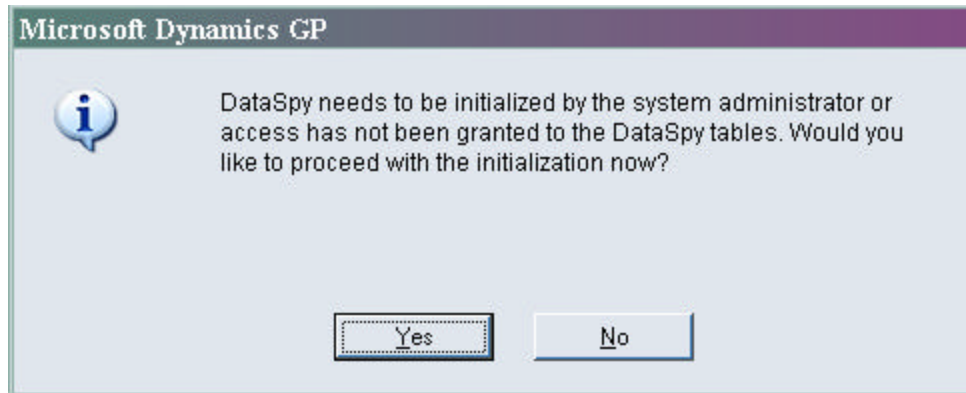 Microsoft Dynamics GP
DataSpy needs to be initialized by the system administrator or
access has not been granted to the DataSpy tables. Would you
like to proceed with the initialization now?
Yes No